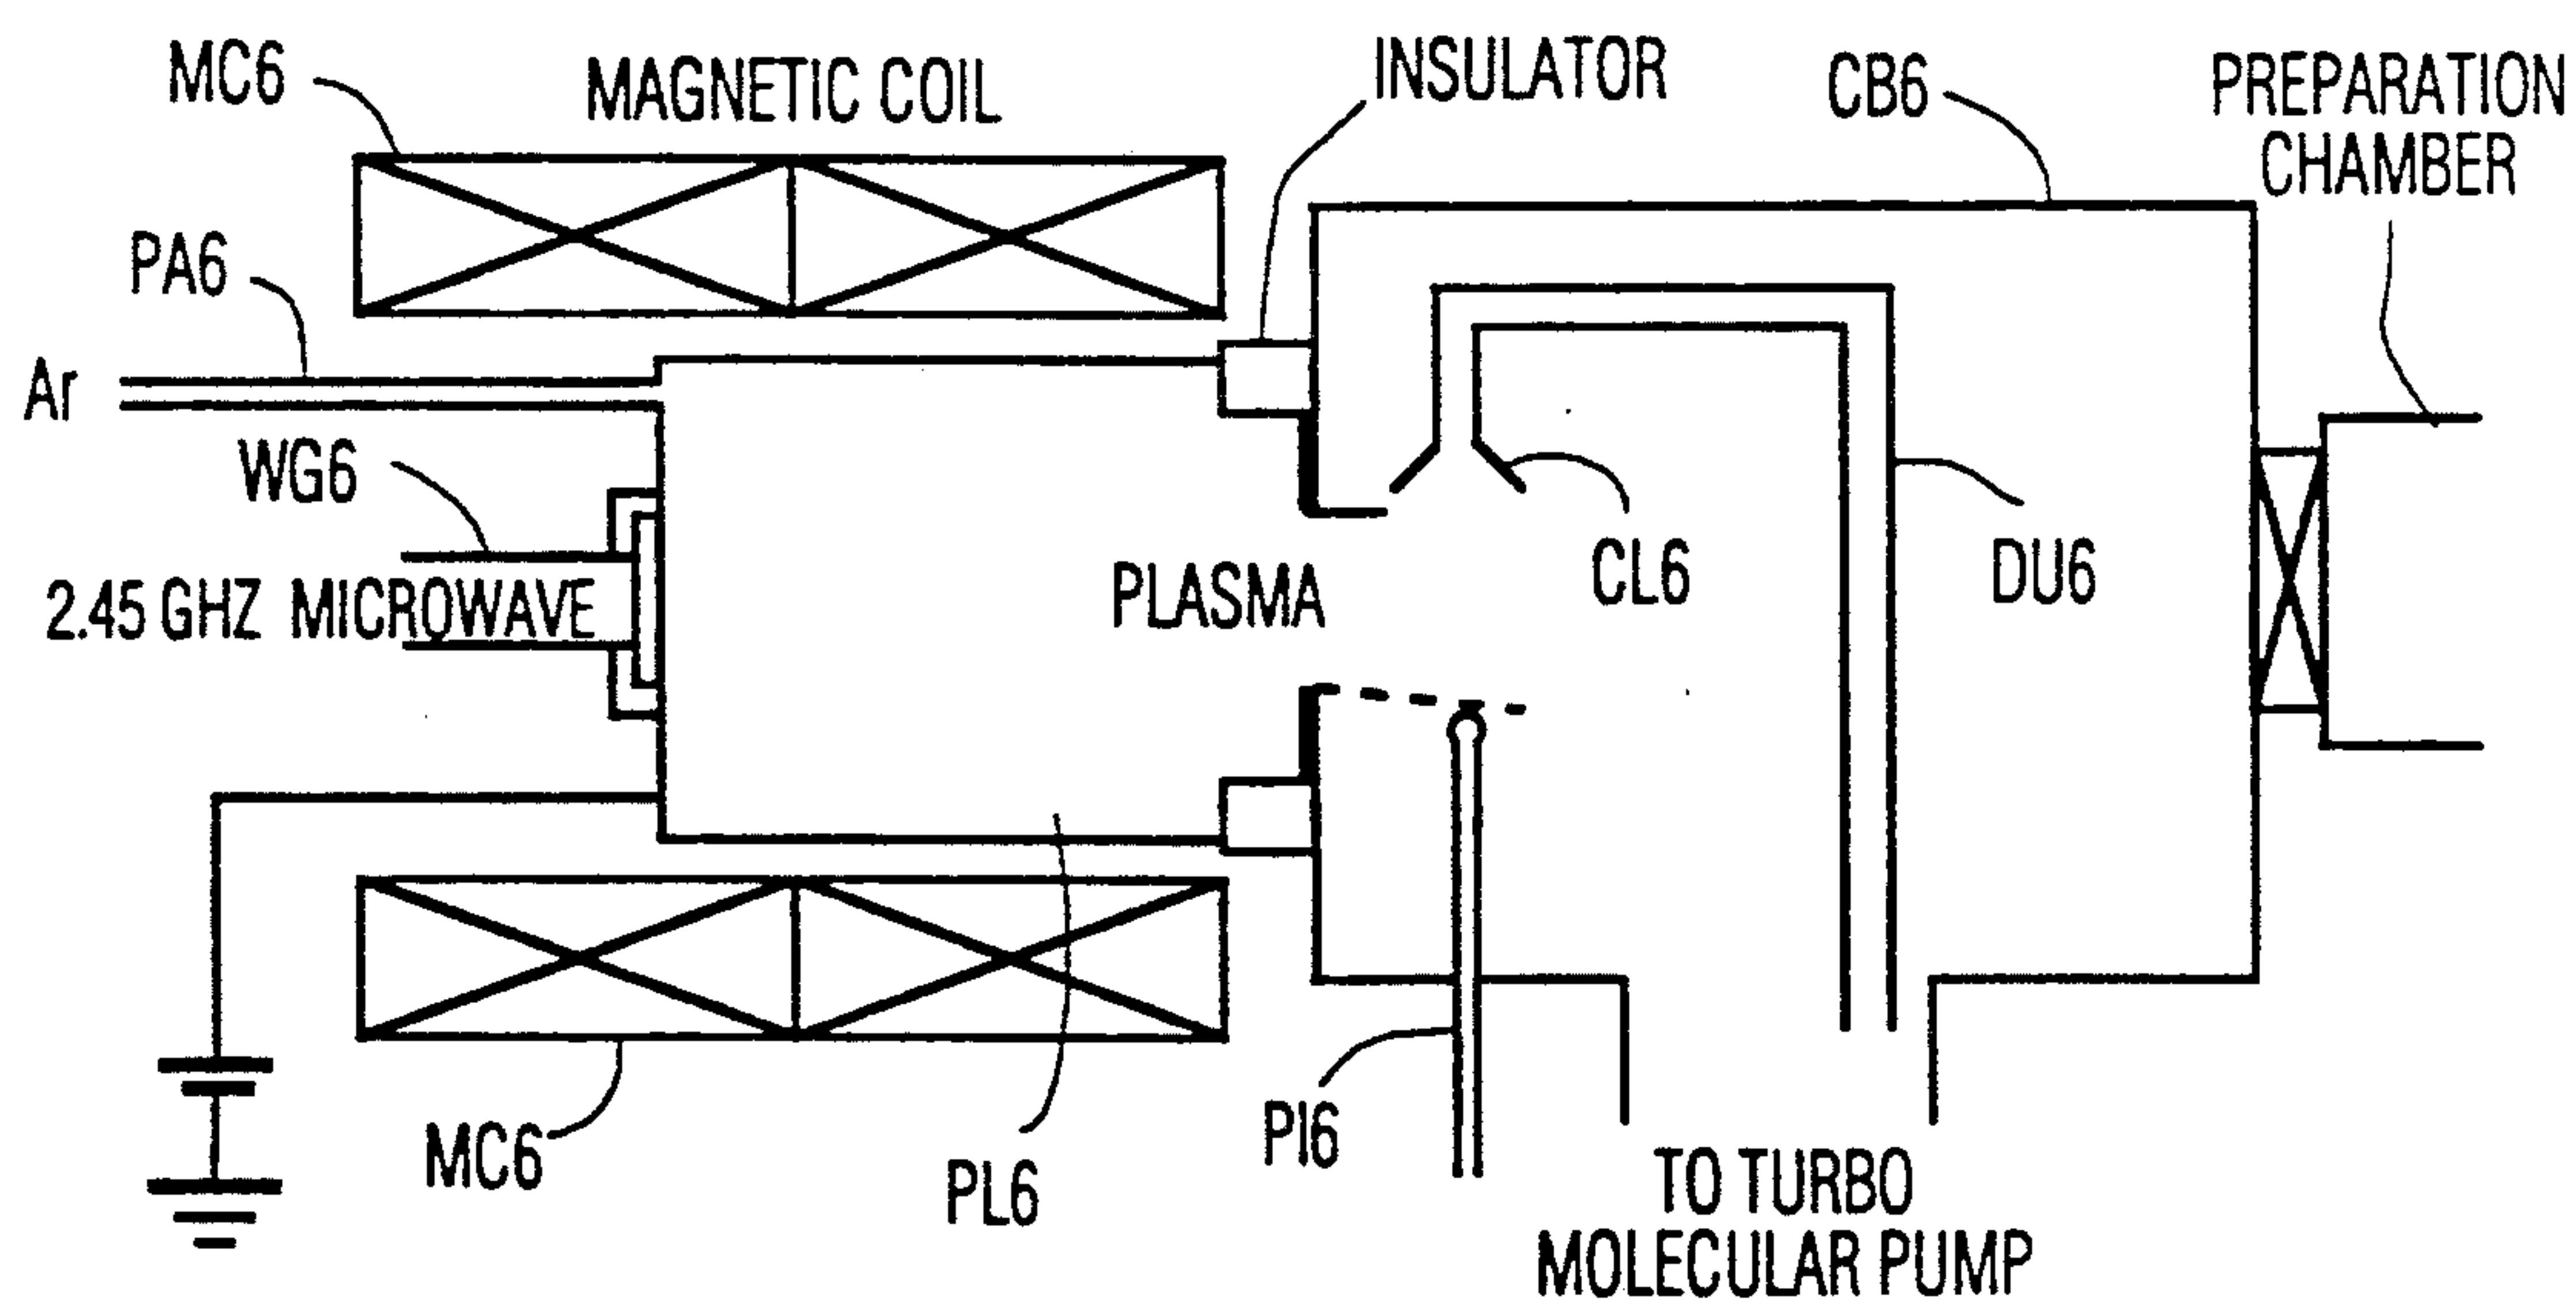 MC6
MAGNETIC COIL
INSULATOR
CB6
PREPARATION
CHAMBER
PA6
Ar
WG6
2.45 GHZ MICROWAVE
PLASMA
CL6
DU6
MC6
PL6
PI6
TO TURBO
MOLECULAR PUMP